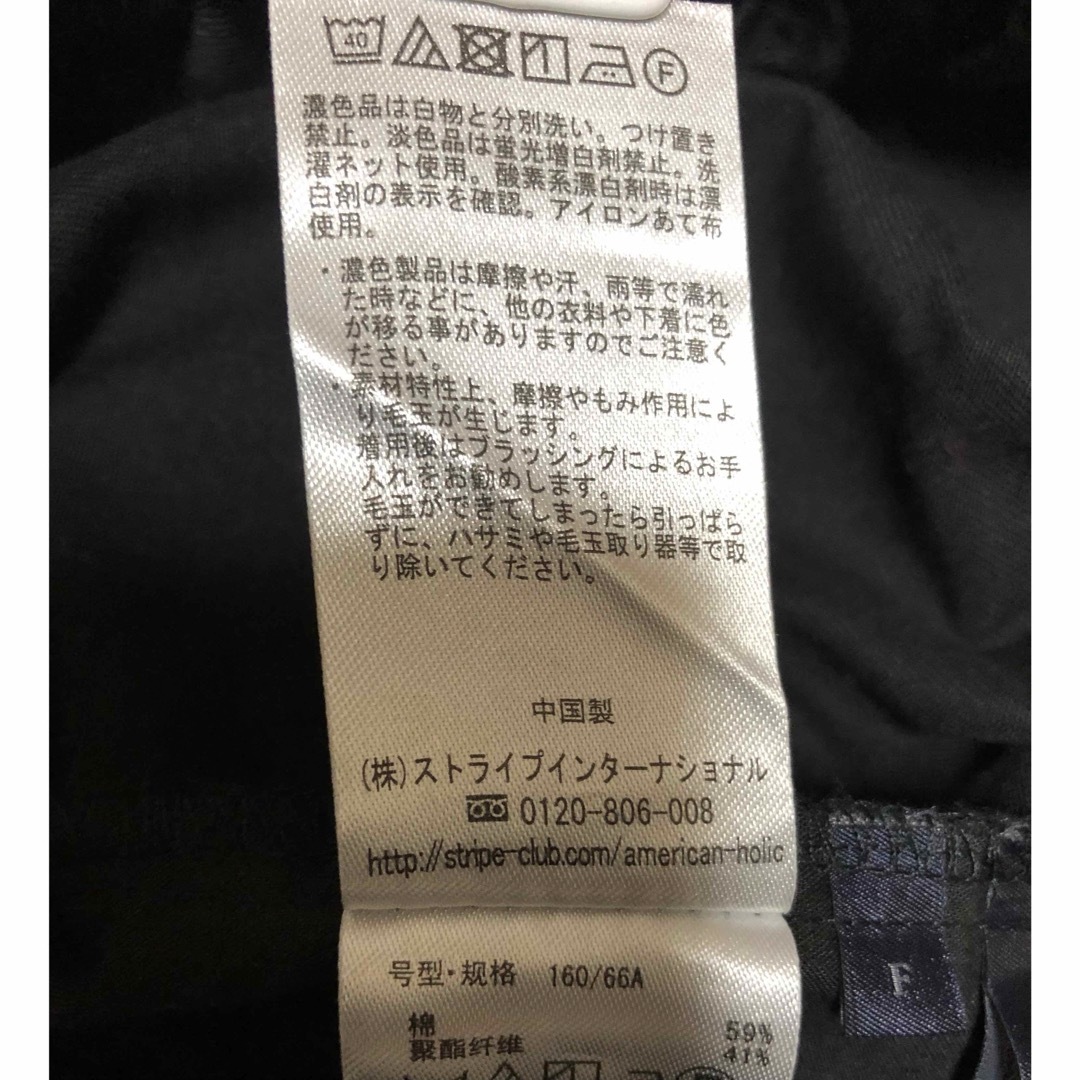 40 F
濃色品は白物と分別洗い。つけ置き
禁止。淡色品は蛍光増白剤禁止。洗
濯ネット使用。酸素系漂白剤時は漂
白剤の表示を確認。アイロンあて布
使用。
・濃色製品は摩擦や汗、雨等で濡れ
た時などに、他の衣料や下着に色
が移る事がありますのでご注意く
ださい。
・素材特性上、摩擦やもみ作用によ
り毛玉が生じます。
着用後はブラッシングによるお手
入れをお勧めします。
毛玉ができてしまったら引っぱら
ずに、ハサミや毛玉取り器等で取
り除いてください。
中国製
(株)ストライプインターナショナル
0120-806-008
http://stripe-club.com/american-holic
号型・规格 160/66A
棉 59%
聚酯纤维 41%
F